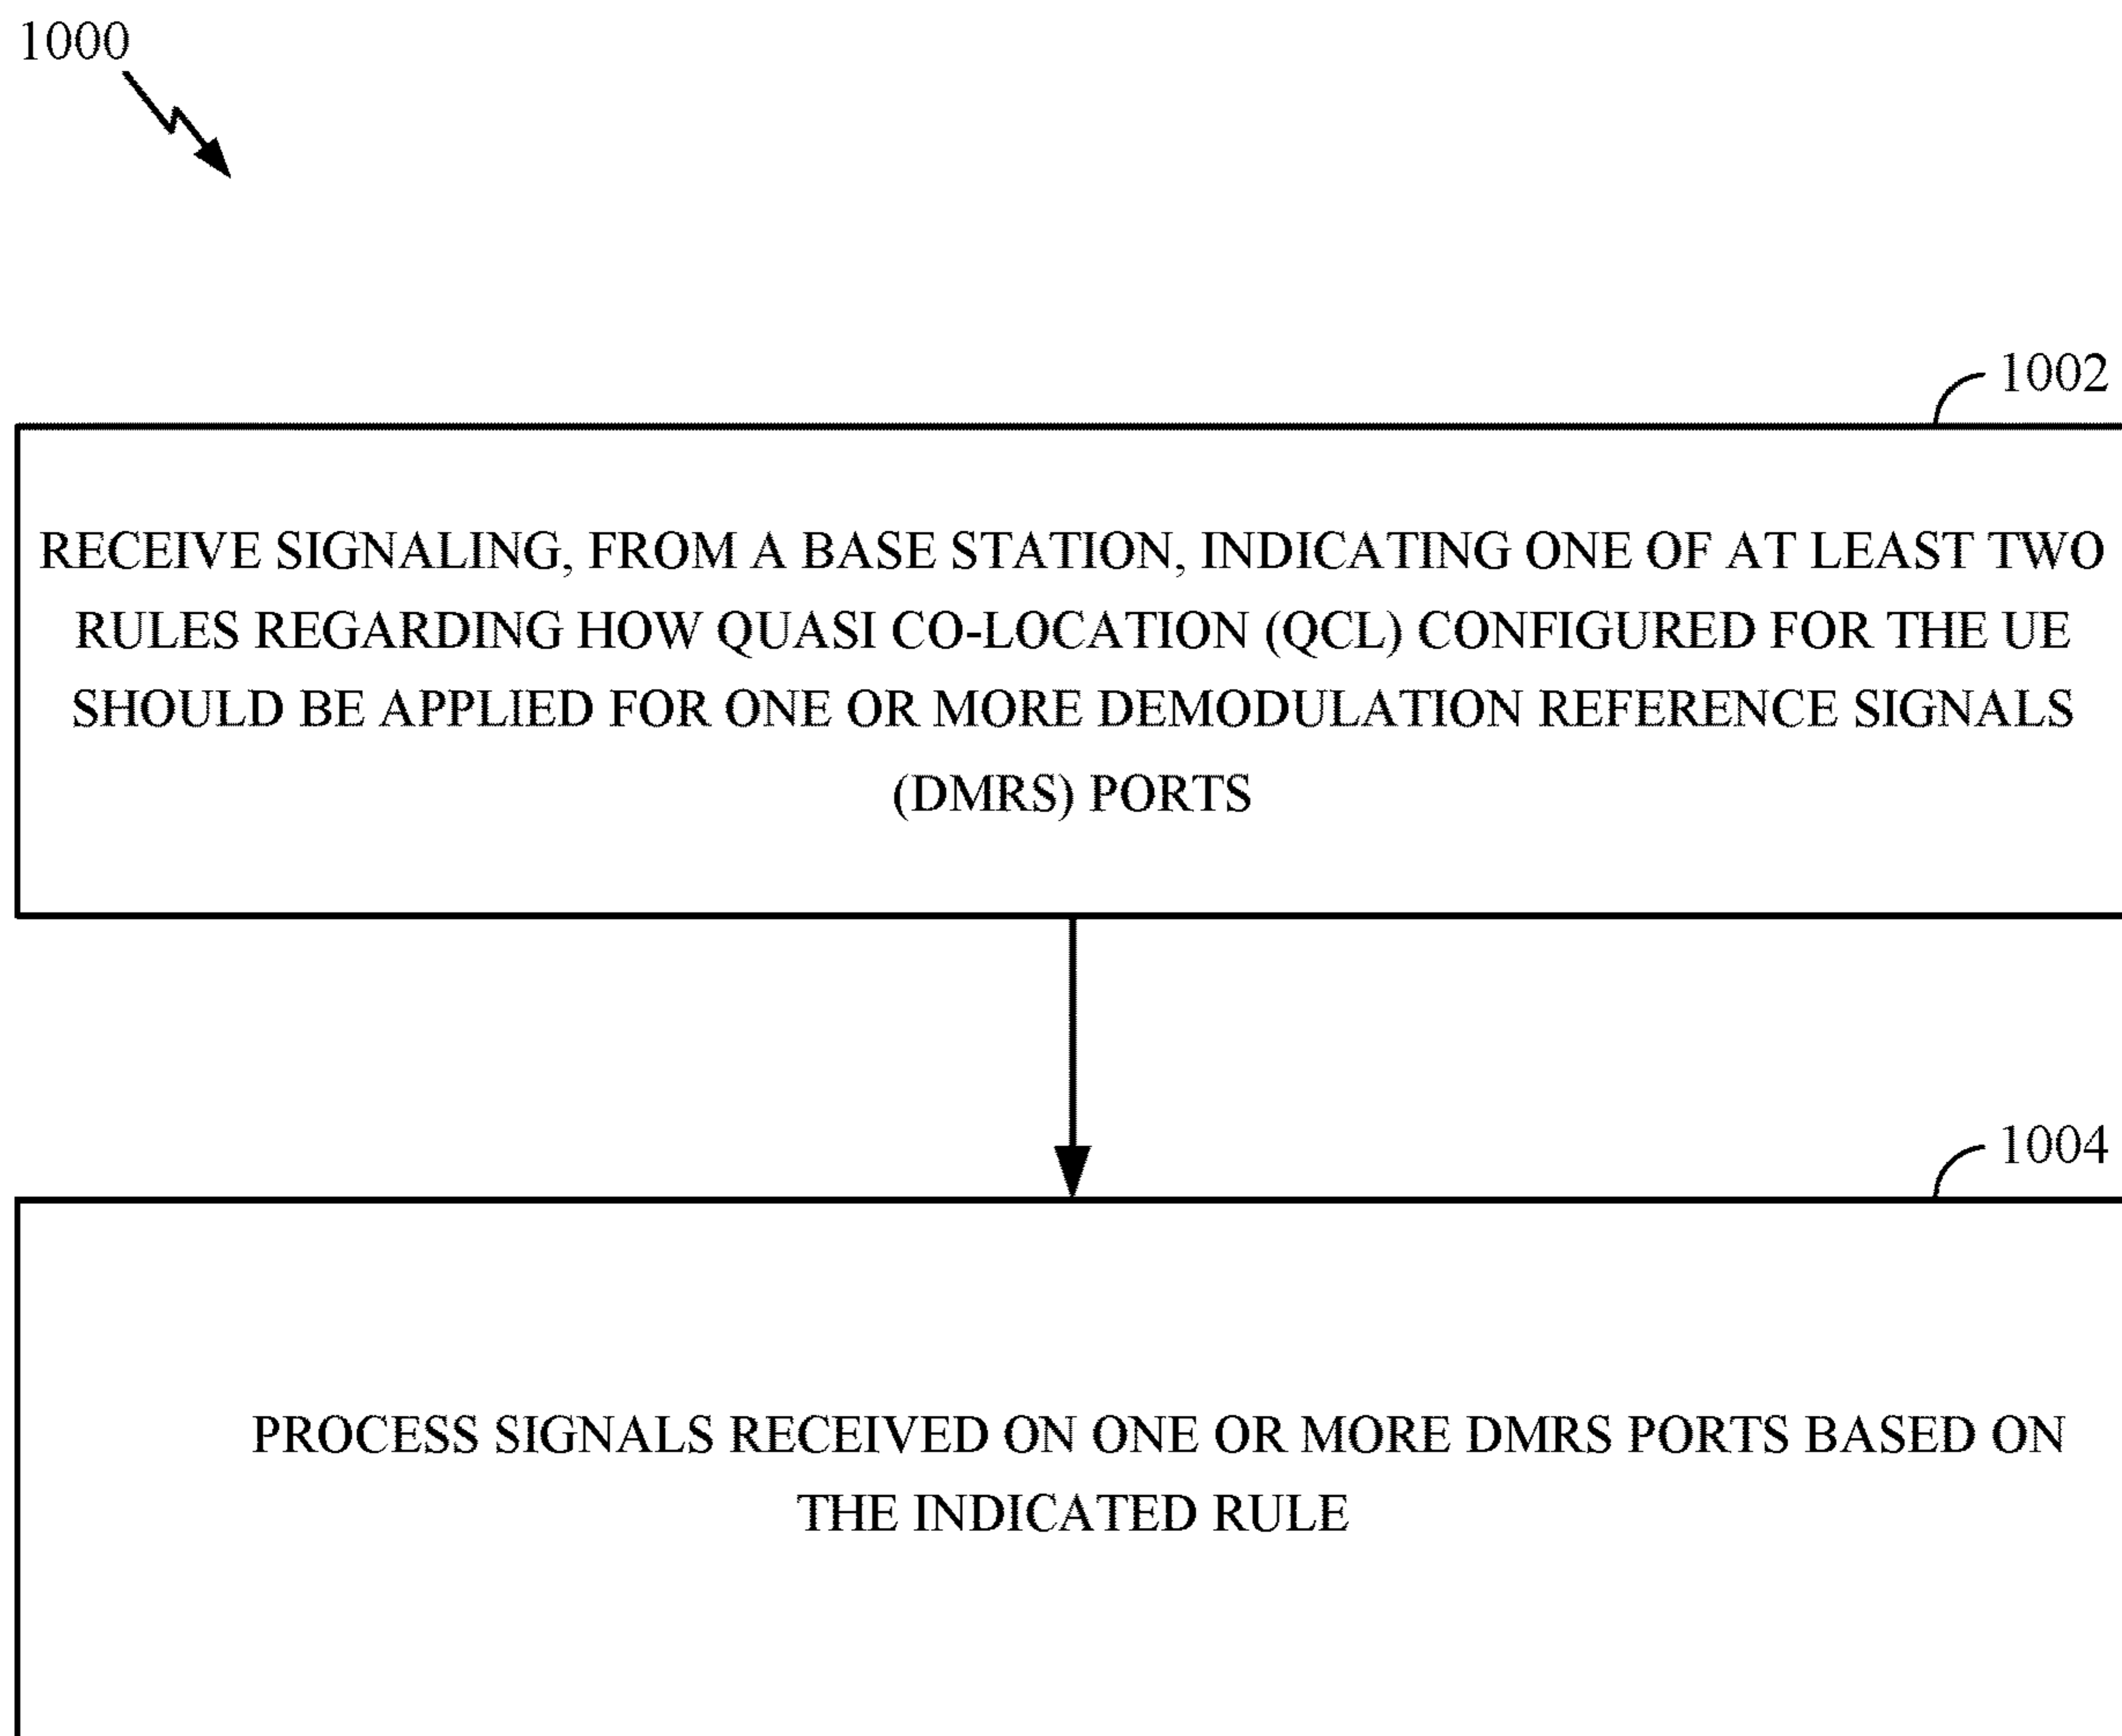 1000
1002
RECEIVE SIGNALING, FROM A BASE STATION, INDICATING ONE OF AT LEAST TWO
RULES REGARDING HOW QUASI CO-LOCATION (QCL) CONFIGURED FOR THE UE
SHOULD BE APPLIED FOR ONE OR MORE DEMODULATION REFERENCE SIGNALS
(DMRS) PORTS
1004
PROCESS SIGNALS RECEIVED ON ONE OR MORE DMRS PORTS BASED ON
THE INDICATED RULE